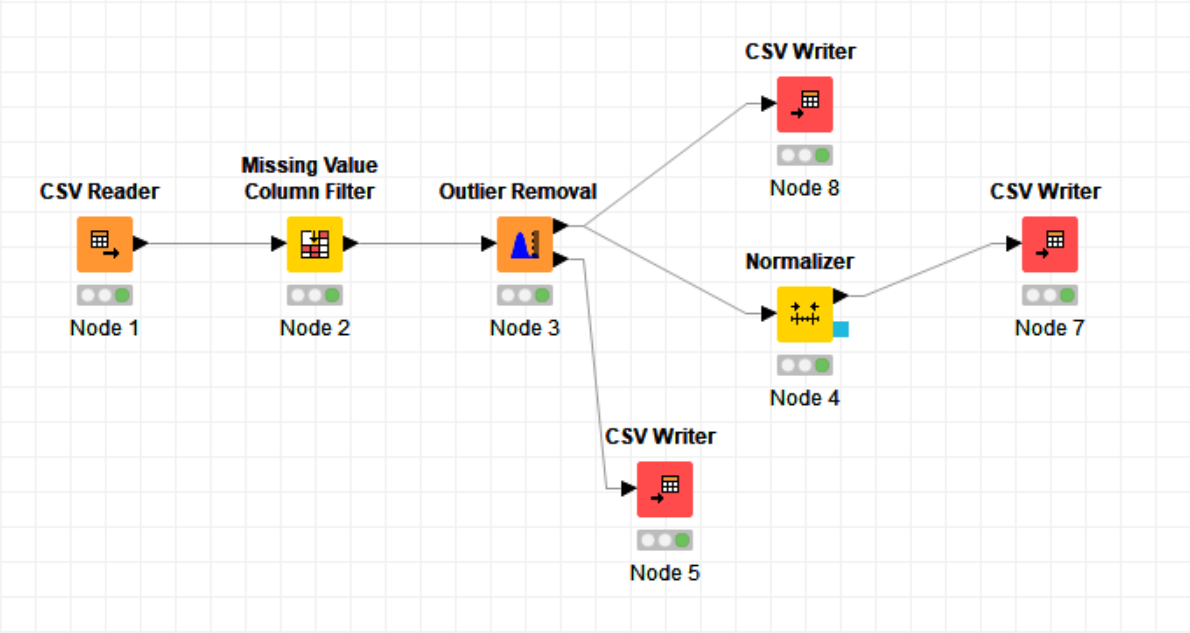 CSV Writer
Node 8
Missing Value
Column Filter
CSV Reader
Outlier Removal
CSV Writer
Node 1
Node 2
Node 3
Normalizer
Node 7
Node 4
CSV Writer
Node 5